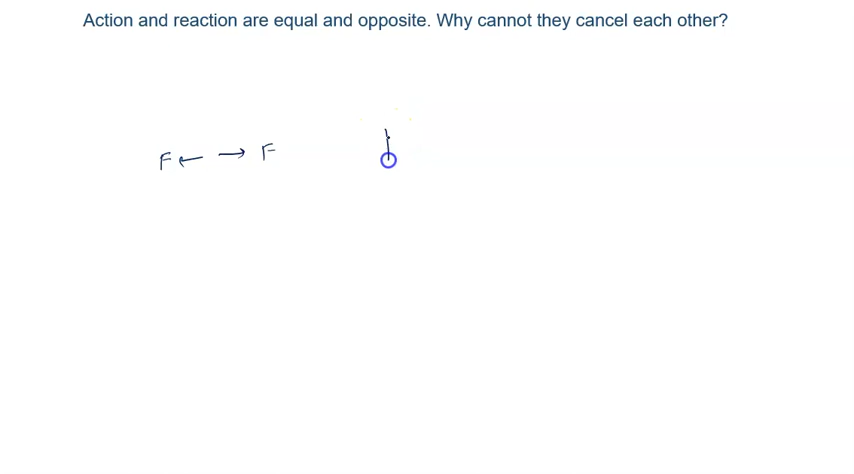 Action and reaction are equal and opposite. Why cannot they cancel each other?
F ← → F